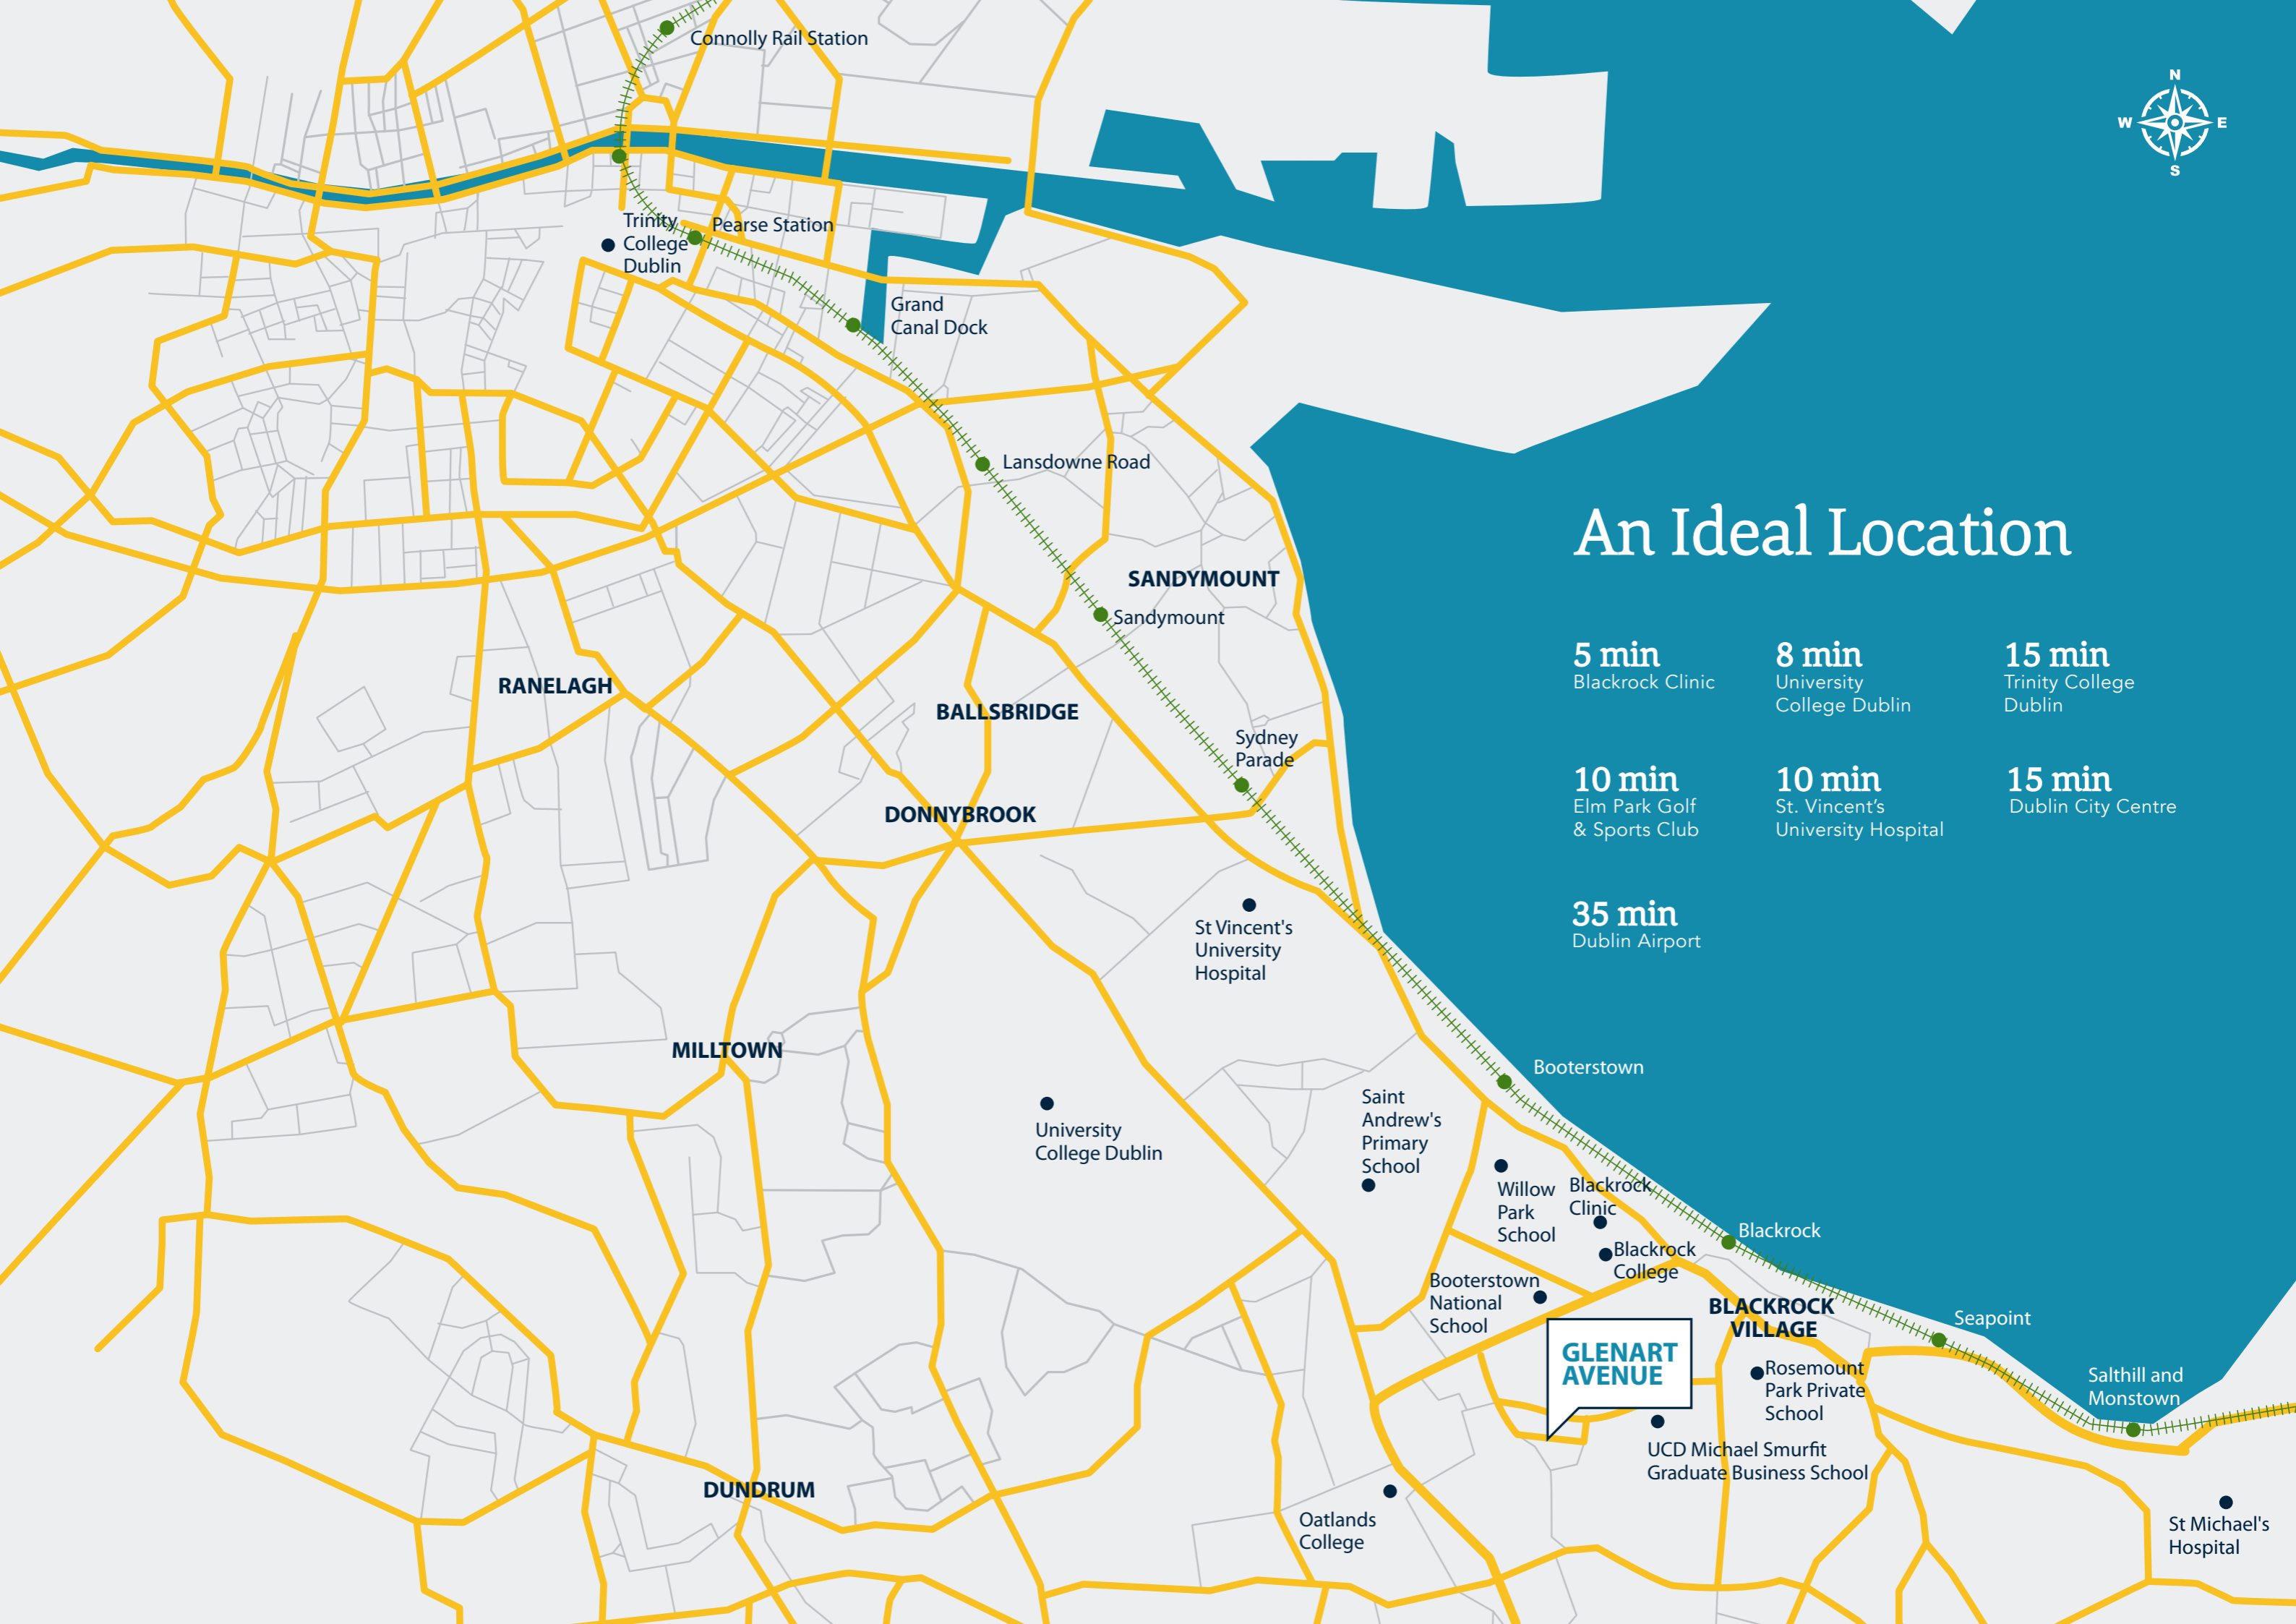 Connolly Rail Station
N
W
E
S
Trinity
College
Dublin
Pearse Station
Grand
Canal Dock
Lansdowne Road
SANDYMOUNT
Sandymount
RANELAGH
BALLSBRIDGE
Sydney
Parade
DONNYBROOK
St Vincent's
University
Hospital
MILLTOWN
University
College Dublin
DUNDRUM
An Ideal Location
5 min
Blackrock Clinic
8 min
University
College Dublin
15 min
Trinity College
Dublin
10 min
Elm Park Golf
& Sports Club
10 min
St. Vincent's
University Hospital
15 min
Dublin City Centre
35 min
Dublin Airport
Booterstown
Saint
Andrew's
Primary
School
Willow
Park
School
Blackrock
Clinic
Blackrock
College
Blackrock
Booterstown
National
School
BLACKROCK
VILLAGE
Seapoint
GLENART
AVENUE
Rosemount
Park Private
School
Salthill and
Monstown
UCD Michael Smurfit
Graduate Business School
Oatlands
College
St Michael's
Hospital